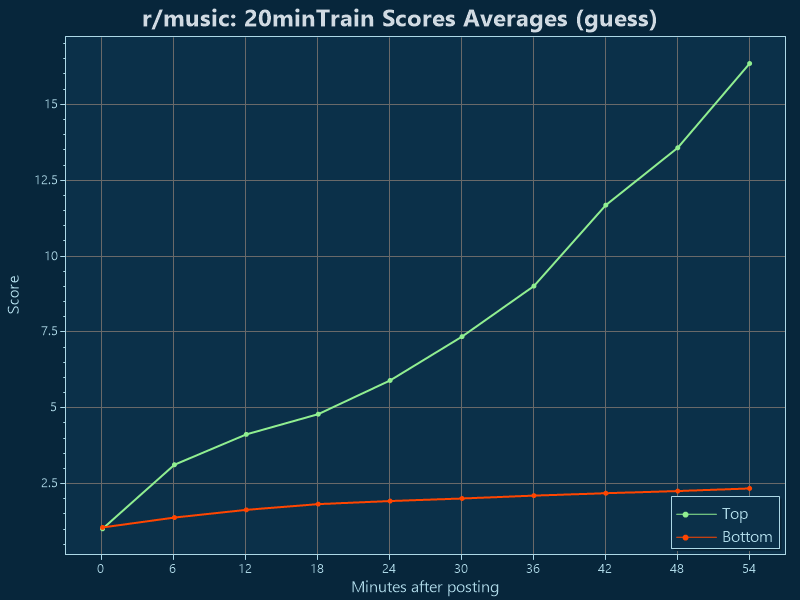 r/music: 20minTrain Scores Averages (guess)
15
12.5
10
7.5
5
2.5
Score
0 6 12 18 24 30 36 42 48 54
Minutes after posting
Top
Bottom